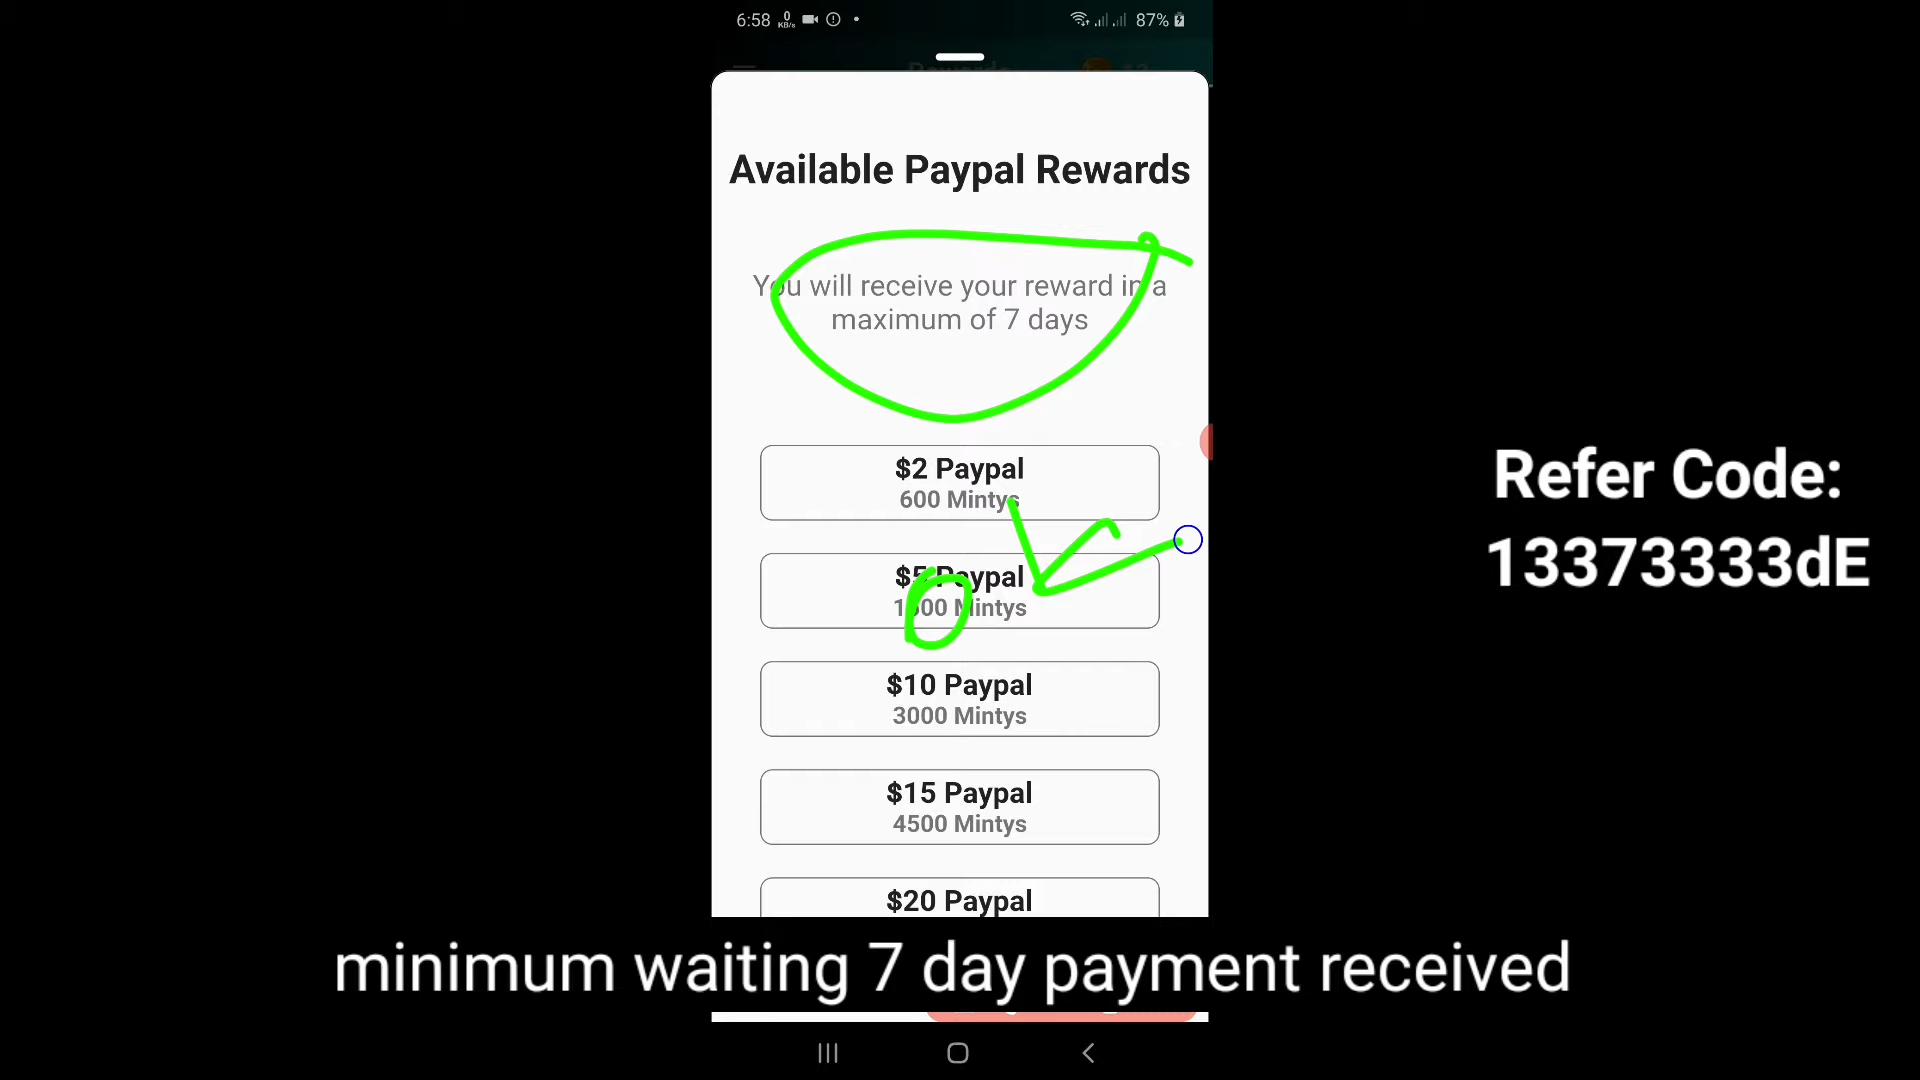 6:58 0 KB/s 87%
Available Paypal Rewards
You will receive your reward in a
maximum of 7 days
$2 Paypal
600 Mintys
$5 Paypal
1500 Mintys
$10 Paypal
3000 Mintys
$15 Paypal
4500 Mintys
$20 Paypal
Refer Code:
13373333dE
minimum waiting 7 day payment received